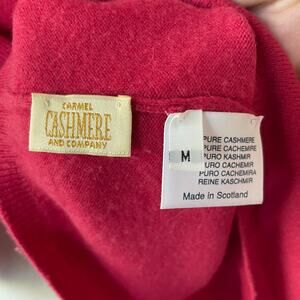 CARMEL
CASHMERE
AND COMPANY
M
PURE CASHMERE
PURE CACHEMIRE
PURO KASHMIR
PURO CACHEMIR
PURO CACHEMIRA
REINE KASCHMIR
Made in Scotland